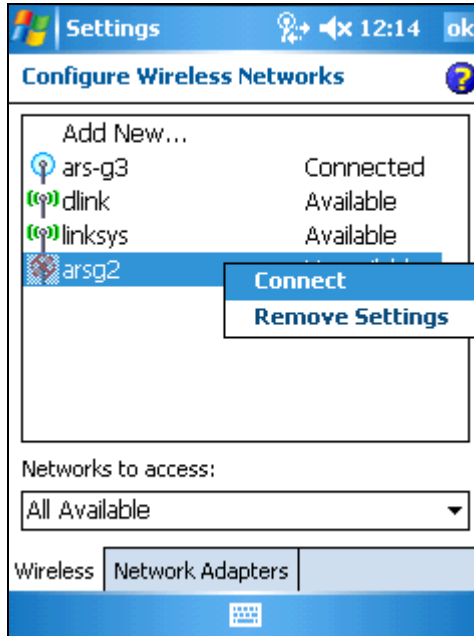 Settings 12:14 ok
Configure Wireless Networks
Add New...
ars-g3 Connected
dlink Available
linksys Available
arsg2
Connect
Remove Settings
Networks to access:
All Available
Wireless Network Adapters